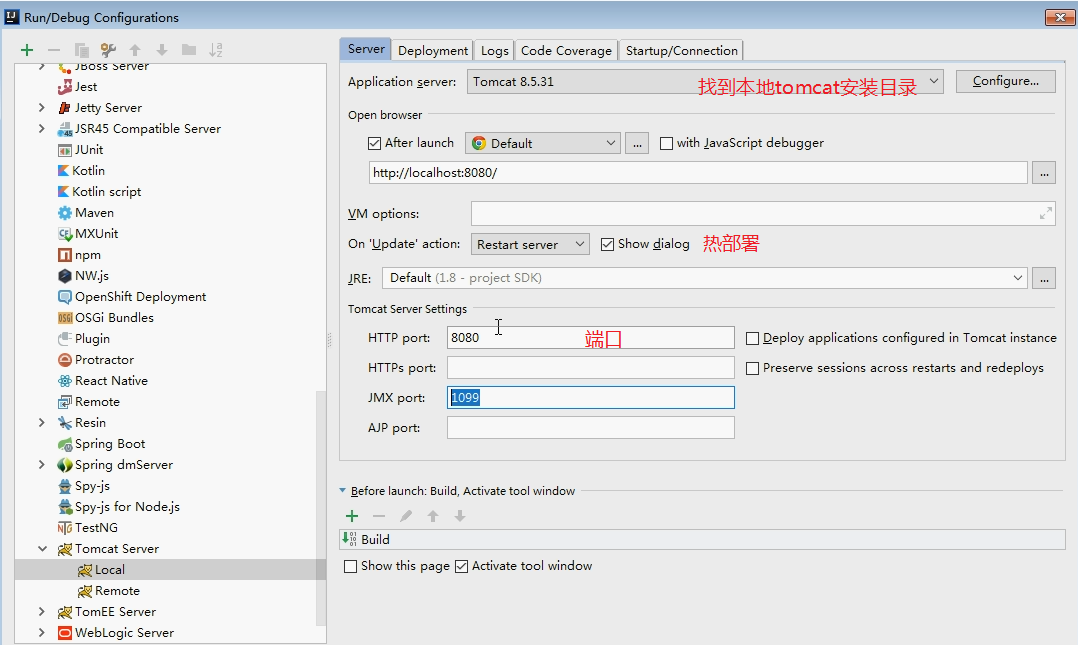 Run/Debug Configurations
JBoss Server
Jest
Jetty Server
JSR45 Compatible Server
JUnit
Kotlin
Kotlin script
Maven
MXUnit
npm
NW.js
OpenShift Deployment
OSGi Bundles
Plugin
Protractor
React Native
Remote
Resin
Spring Boot
Spring dmServer
Spy-js
Spy-js for Node.js
TestNG
Tomcat Server
Local
Remote
TomEE Server
WebLogic Server
Server Deployment Logs Code Coverage Startup/Connection
Application server: Tomcat 8.5.31 找到本地tomcat安装目录 Configure...
Open browser
After launch Default ... with JavaScript debugger
http://localhost:8080/ ...
VM options:
On 'Update' action: Restart server Show dialog 热部署
JRE: Default (1.8 - project SDK) ...
Tomcat Server Settings
HTTP port: 8080 端口 Deploy applications configured in Tomcat instance
HTTPs port: Preserve sessions across restarts and redeploys
JMX port: 1099
AJP port:
Before launch: Build, Activate tool window
Build
Show this page Activate tool window